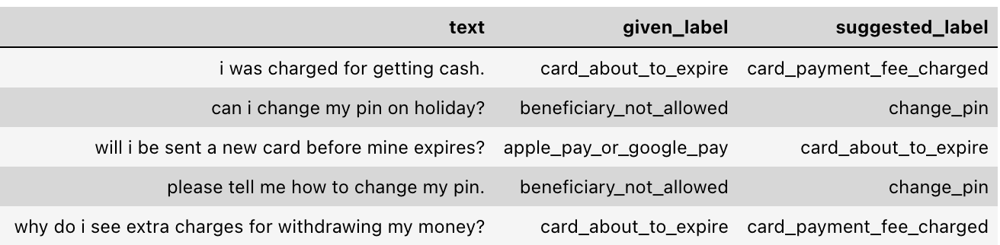 text given_label suggested_label
i was charged for getting cash. card_about_to_expire card_payment_fee_charged
can i change my pin on holiday? beneficiary_not_allowed change_pin
will i be sent a new card before mine expires? apple_pay_or_google_pay card_about_to_expire
please tell me how to change my pin. beneficiary_not_allowed change_pin
why do i see extra charges for withdrawing my money? card_about_to_expire card_payment_fee_charged